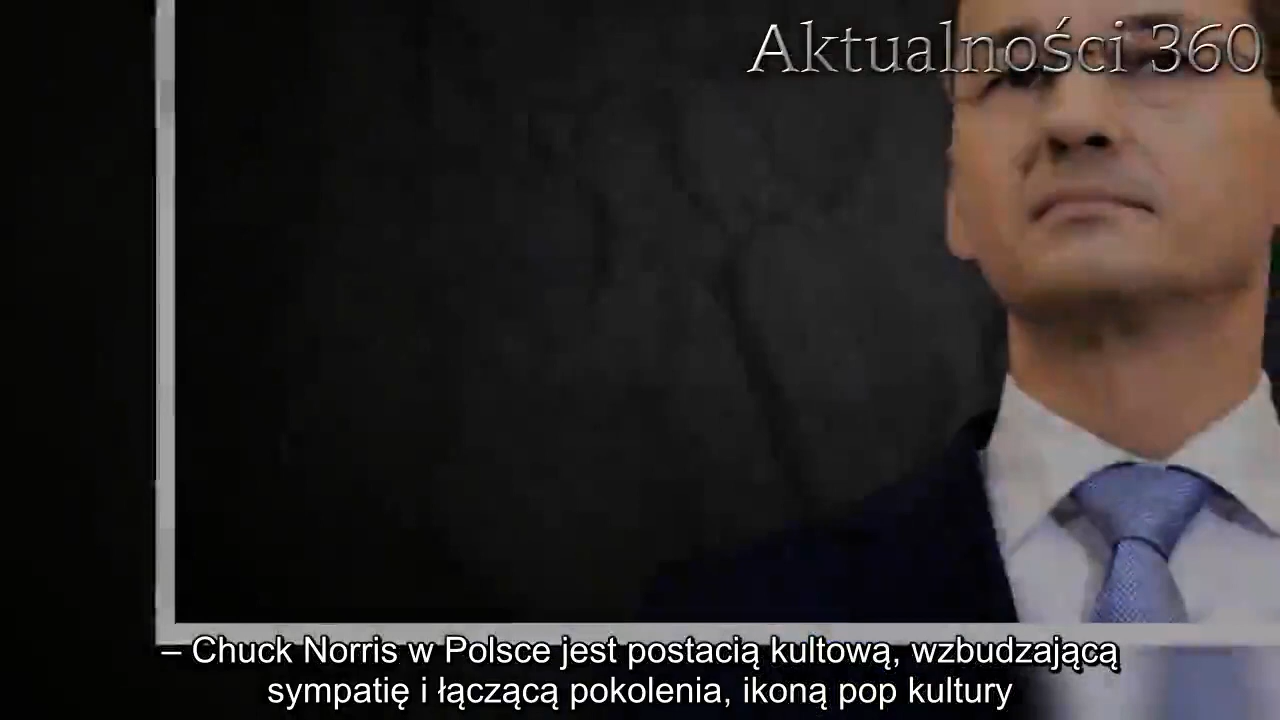 Aktualności 360
– Chuck Norris w Polsce jest postacią kultową, wzbudzającą
sympatię i łączącą pokolenia, ikoną pop kultury